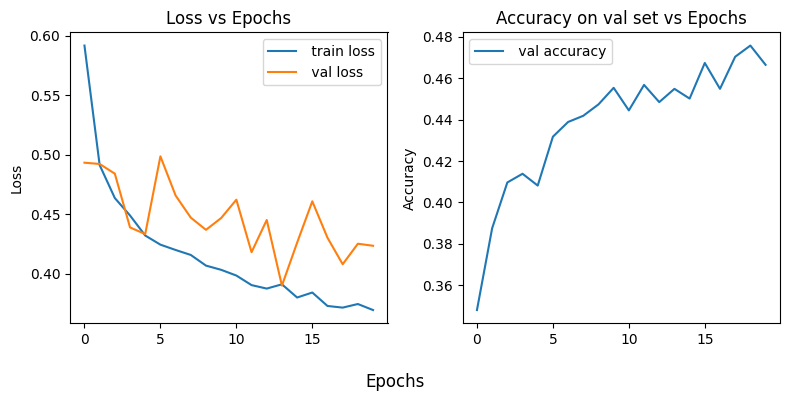 Loss vs Epochs
train loss
val loss
0.60
0.55
0.50
0.45
0.40
Loss
0
5
10
15
Accuracy on val set vs Epochs
val accuracy
0.48
0.46
0.44
0.42
0.40
0.38
0.36
Accuracy
0
5
10
15
Epochs